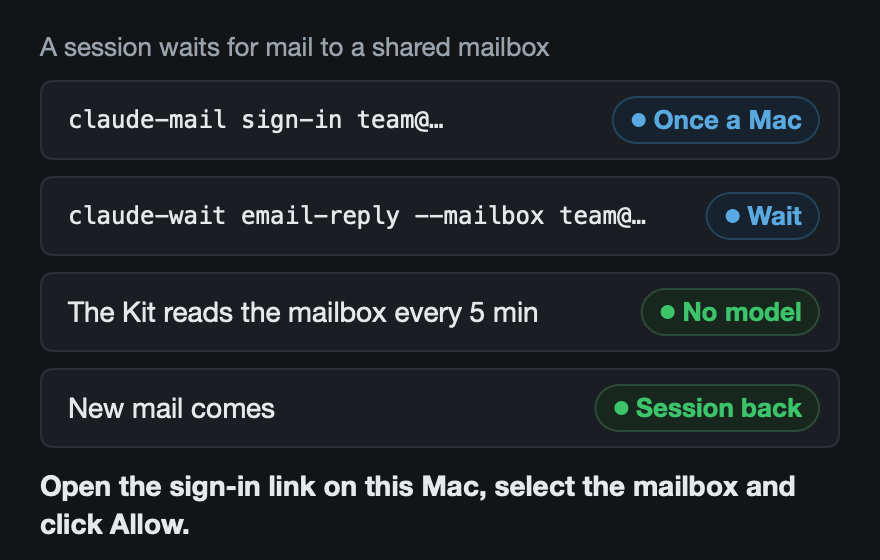 A session waits for mail to a shared mailbox
claude-mail sign-in team@…
Once a Mac
claude-wait email-reply --mailbox team@…
Wait
The Kit reads the mailbox every 5 min
No model
New mail comes
Session back
Open the sign-in link on this Mac, select the mailbox and
click Allow.